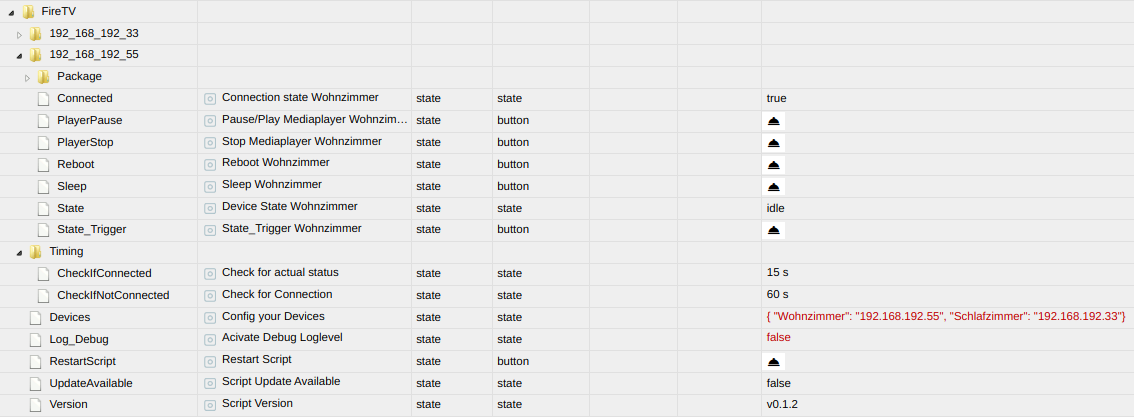 FireTV
192_168_192_33
192_168_192_55
Package
Connected Connection state Wohnzimmer state state true
PlayerPause Pause/Play Mediaplayer Wohnzim… state button
PlayerStop Stop Mediaplayer Wohnzimmer state button
Reboot Reboot Wohnzimmer state button
Sleep Sleep Wohnzimmer state button
State Device State Wohnzimmer state state idle
State_Trigger State_Trigger Wohnzimmer state button
Timing
CheckIfConnected Check for actual status state state 15 s
CheckIfNotConnected Check for Connection state state 60 s
Devices Config your Devices state state { "Wohnzimmer": "192.168.192.55", "Schlafzimmer": "192.168.192.33"}
Log_Debug Acivate Debug Loglevel state state false
RestartScript Restart Script state button
UpdateAvailable Script Update Available state state false
Version Script Version state state v0.1.2